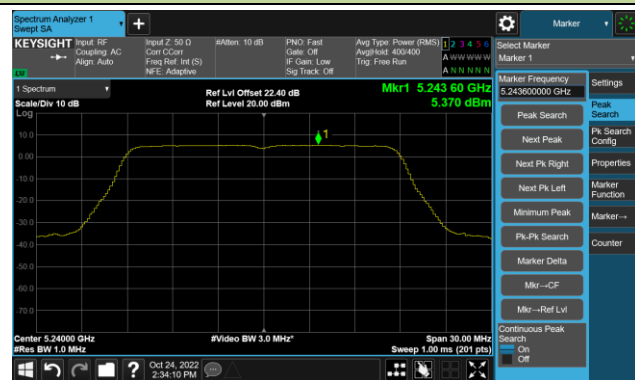 Spectrum Analyzer 1
Swept SA
Marker
KEYSIGHT
Input: RF
Coupling: AC
Align: Auto
Input Z: 50 Ω
Corr CCorr
Freq Ref: Int (S)
NFE: Adaptive
#Atten: 10 dB
PNO: Fast
Gate: Off
IF Gain: Low
Sig Track: Off
Avg Type: Power (RMS)
Avg|Hold: 400/400
Trig: Free Run
1 2 3 4 5 6
A W W W W W
A N N N N N
Select Marker
Marker 1
1 Spectrum
Scale/Div 10 dB
Log
Ref Lvl Offset 22.40 dB
Ref Level 20.00 dBm
Mkr1 5.243 60 GHz
5.370 dBm
1
10.0
0.00
-10.0
-20.0
-30.0
-40.0
-50.0
-60.0
-70.0
Center 5.24000 GHz
#Res BW 1.0 MHz
#Video BW 3.0 MHz*
Span 30.00 MHz
Sweep 1.00 ms (201 pts)
Marker Frequency
5.243600000 GHz
Peak Search
Next Peak
Next Pk Right
Next Pk Left
Minimum Peak
Pk-Pk Search
Marker Delta
Mkr→CF
Mkr→Ref Lvl
Continuous Peak
Search
On
Off
Settings
Peak
Search
Pk Search
Config
Properties
Marker
Function
Marker→
Counter
Oct 24, 2022
2:34:10 PM